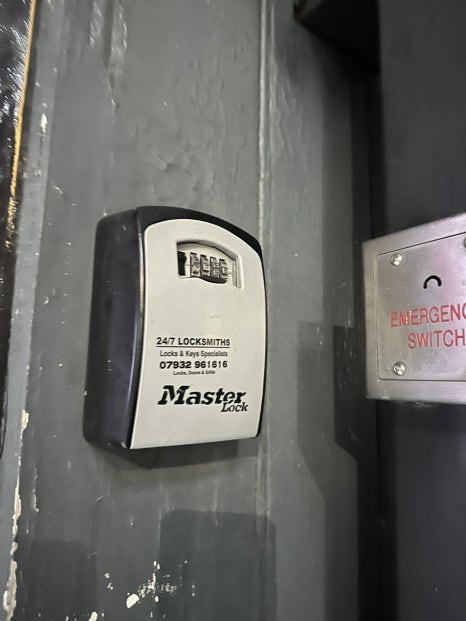 24/7 LOCKSMITHS
Locks & Keys Specialists
07932 961616
Locks, Doors & Grills
Master
Lock
EMERGENC
SWITCH